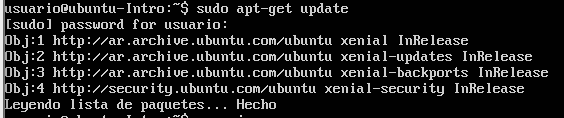 usuario@ubuntu-Intro:~$ sudo apt-get update
[sudo] password for usuario:
Obj:1 http://ar.archive.ubuntu.com/ubuntu xenial InRelease
Obj:2 http://ar.archive.ubuntu.com/ubuntu xenial-updates InRelease
Obj:3 http://ar.archive.ubuntu.com/ubuntu xenial-backports InRelease
Obj:4 http://security.ubuntu.com/ubuntu xenial-security InRelease
Leyendo lista de paquetes... Hecho